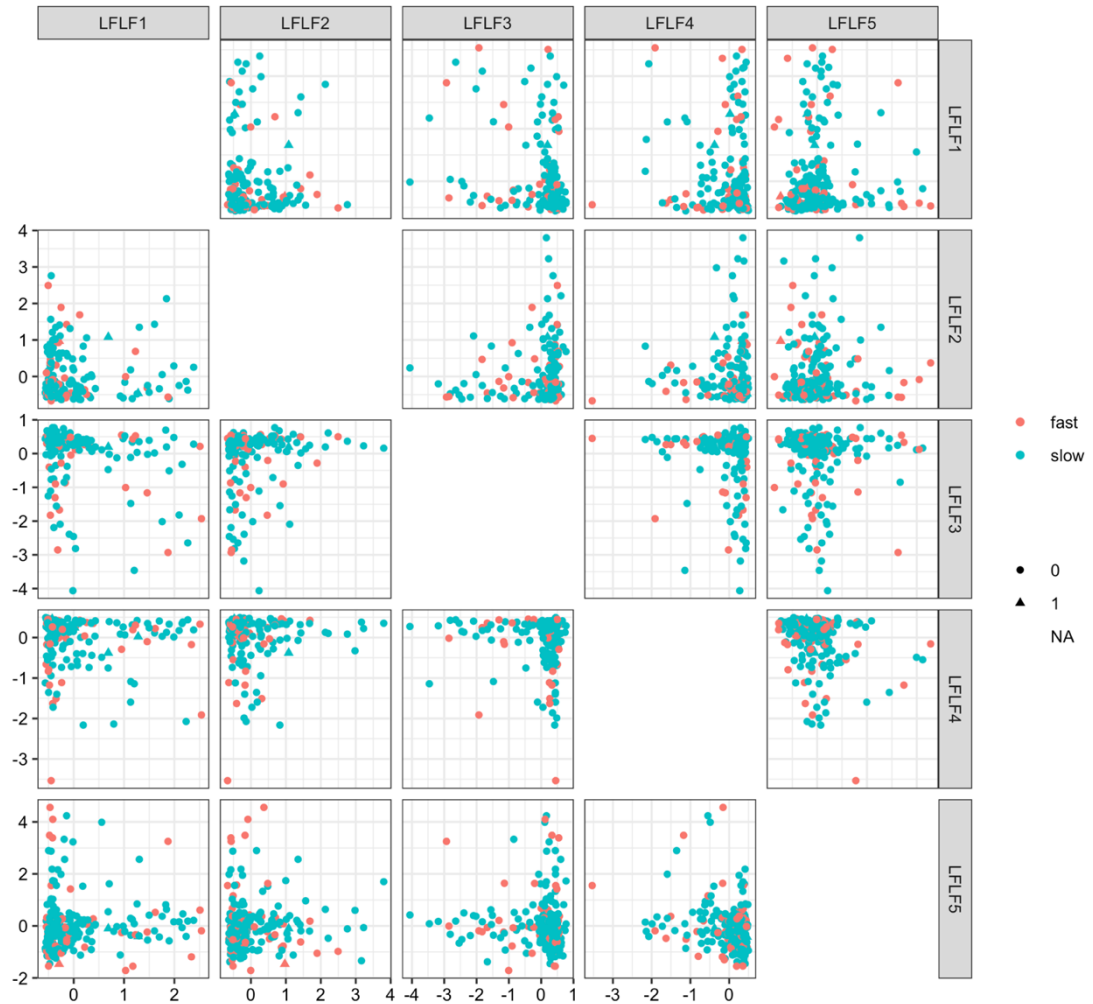 LFLF1 LFLF2 LFLF3 LFLF4 LFLF5
LFLF1
4
3
2
1
0
LFLF2
1
0
-1
-2
-3
-4
LFLF3
0
-1
-2
-3
LFLF4
4
2
0
-2
LFLF5
0 1 2 0 1 2 3 4 -4 -3 -2 -1 0 1 -3 -2 -1 0
fast
slow
0
1
NA